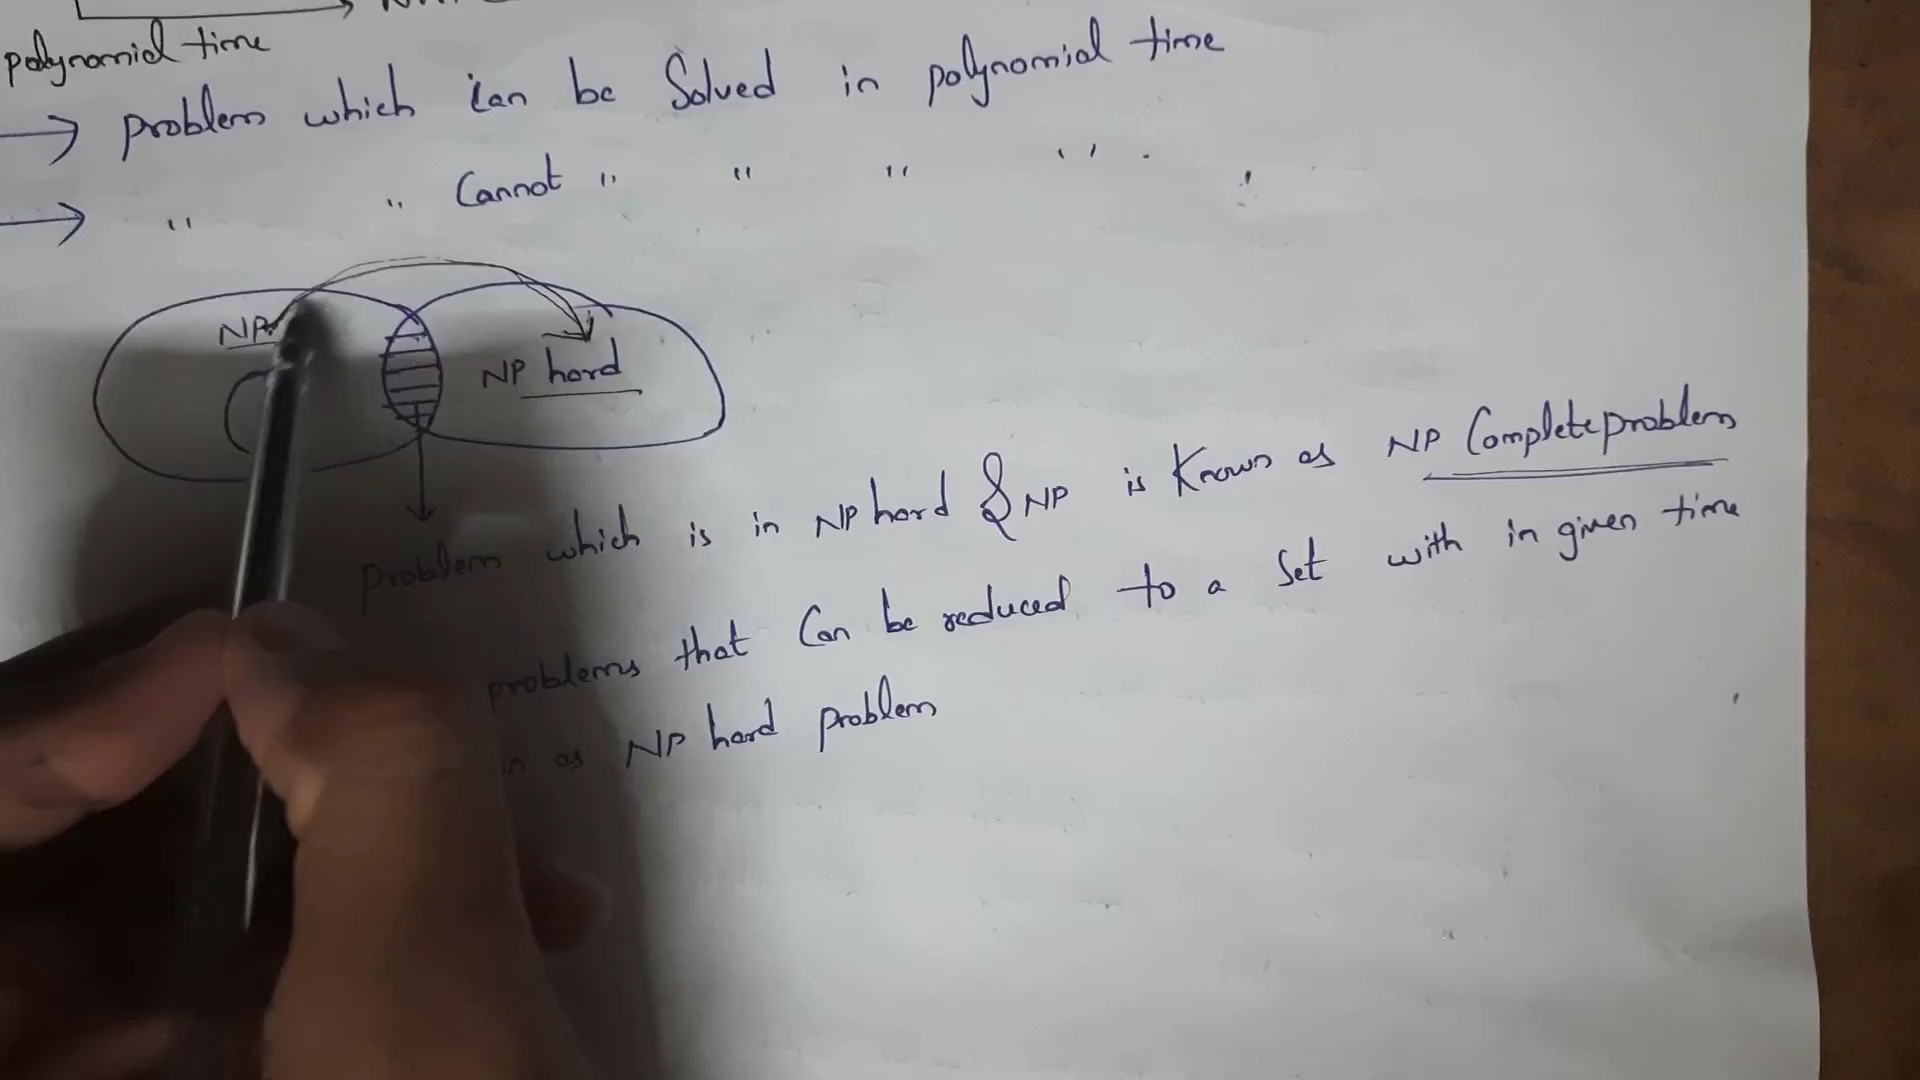 polynomial time
→ problem which can be Solved in polynomial time
→ " " Cannot " " " " .
NP
NP hard
problem which is in NP hard & NP is known as NP Complete problem
problems that Can be reduced to a Set with in given time
as NP hard problem